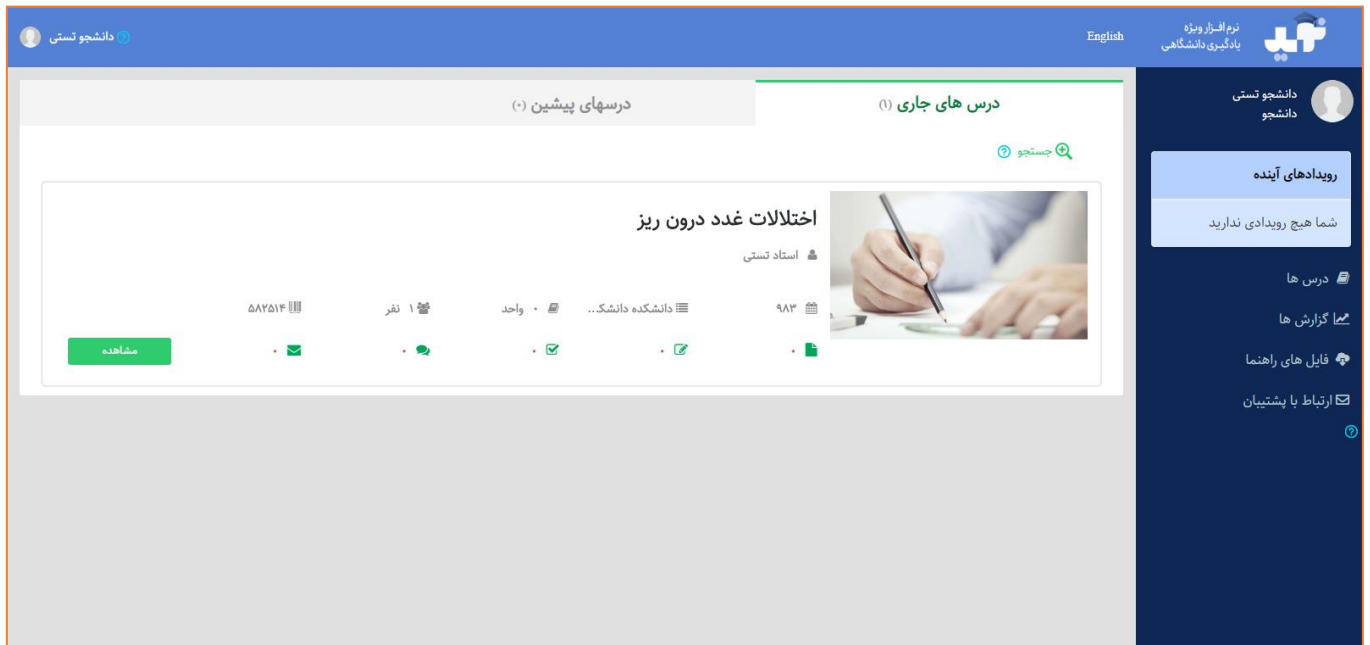 نوید
نرم افزار ویژه
یادگیری دانشگاهی
English
دانشجو تستی
دانشجو تستی
دانشجو
رویدادهای آینده
شما هیچ رویدادی ندارید
درس ها
گزارش ها
فایل های راهنما
ارتباط با پشتیبان
درس های جاری (۱)
درسهای پیشین (۰)
جستجو
اختلالات غدد درون ریز
استاد تستی
۹۸۳ دانشکده دانشک... ۰ واحد ۱ نفر ۵۸۲۵۱۴
۰ ۰ ۰ ۰ ۰ مشاهده